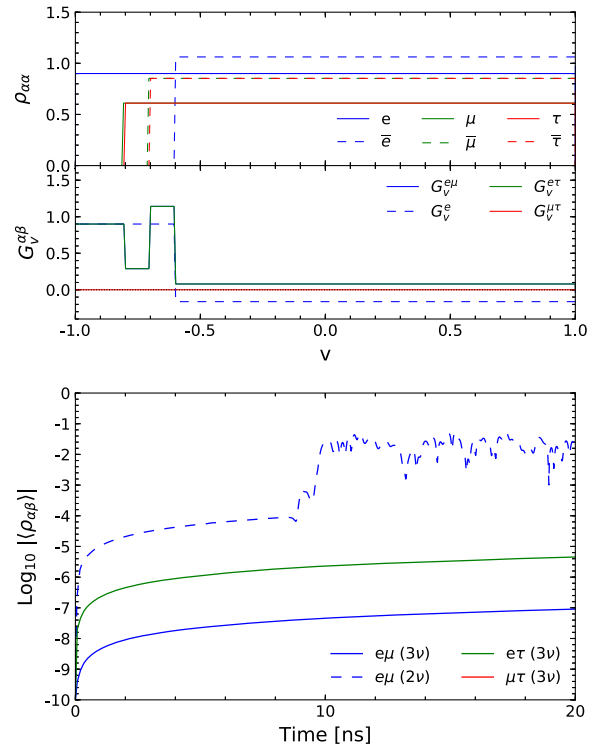 1.5
1.0
0.5
0.0
ρ_αα
e μ τ
e̅ μ̅ τ̅
1.5
1.0
0.5
0.0
G_v^αβ
G_v^eμ G_v^eτ
G_v^e G_v^μτ
-1.0 -0.5 0.0 0.5 1.0
v
0
-1
-2
-3
-4
-5
-6
-7
-8
-9
-10
Log₁₀ |⟨ρ_αβ⟩|
eμ (3ν) eτ (3ν)
eμ (2ν) μτ (3ν)
0 10 20
Time [ns]